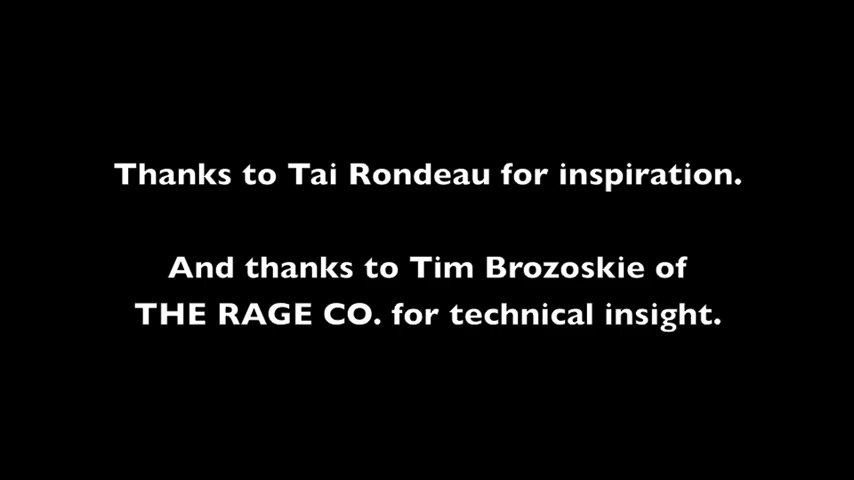 Thanks to Tai Rondeau for inspiration.
And thanks to Tim Brozoskie of
THE RAGE CO. for technical insight.